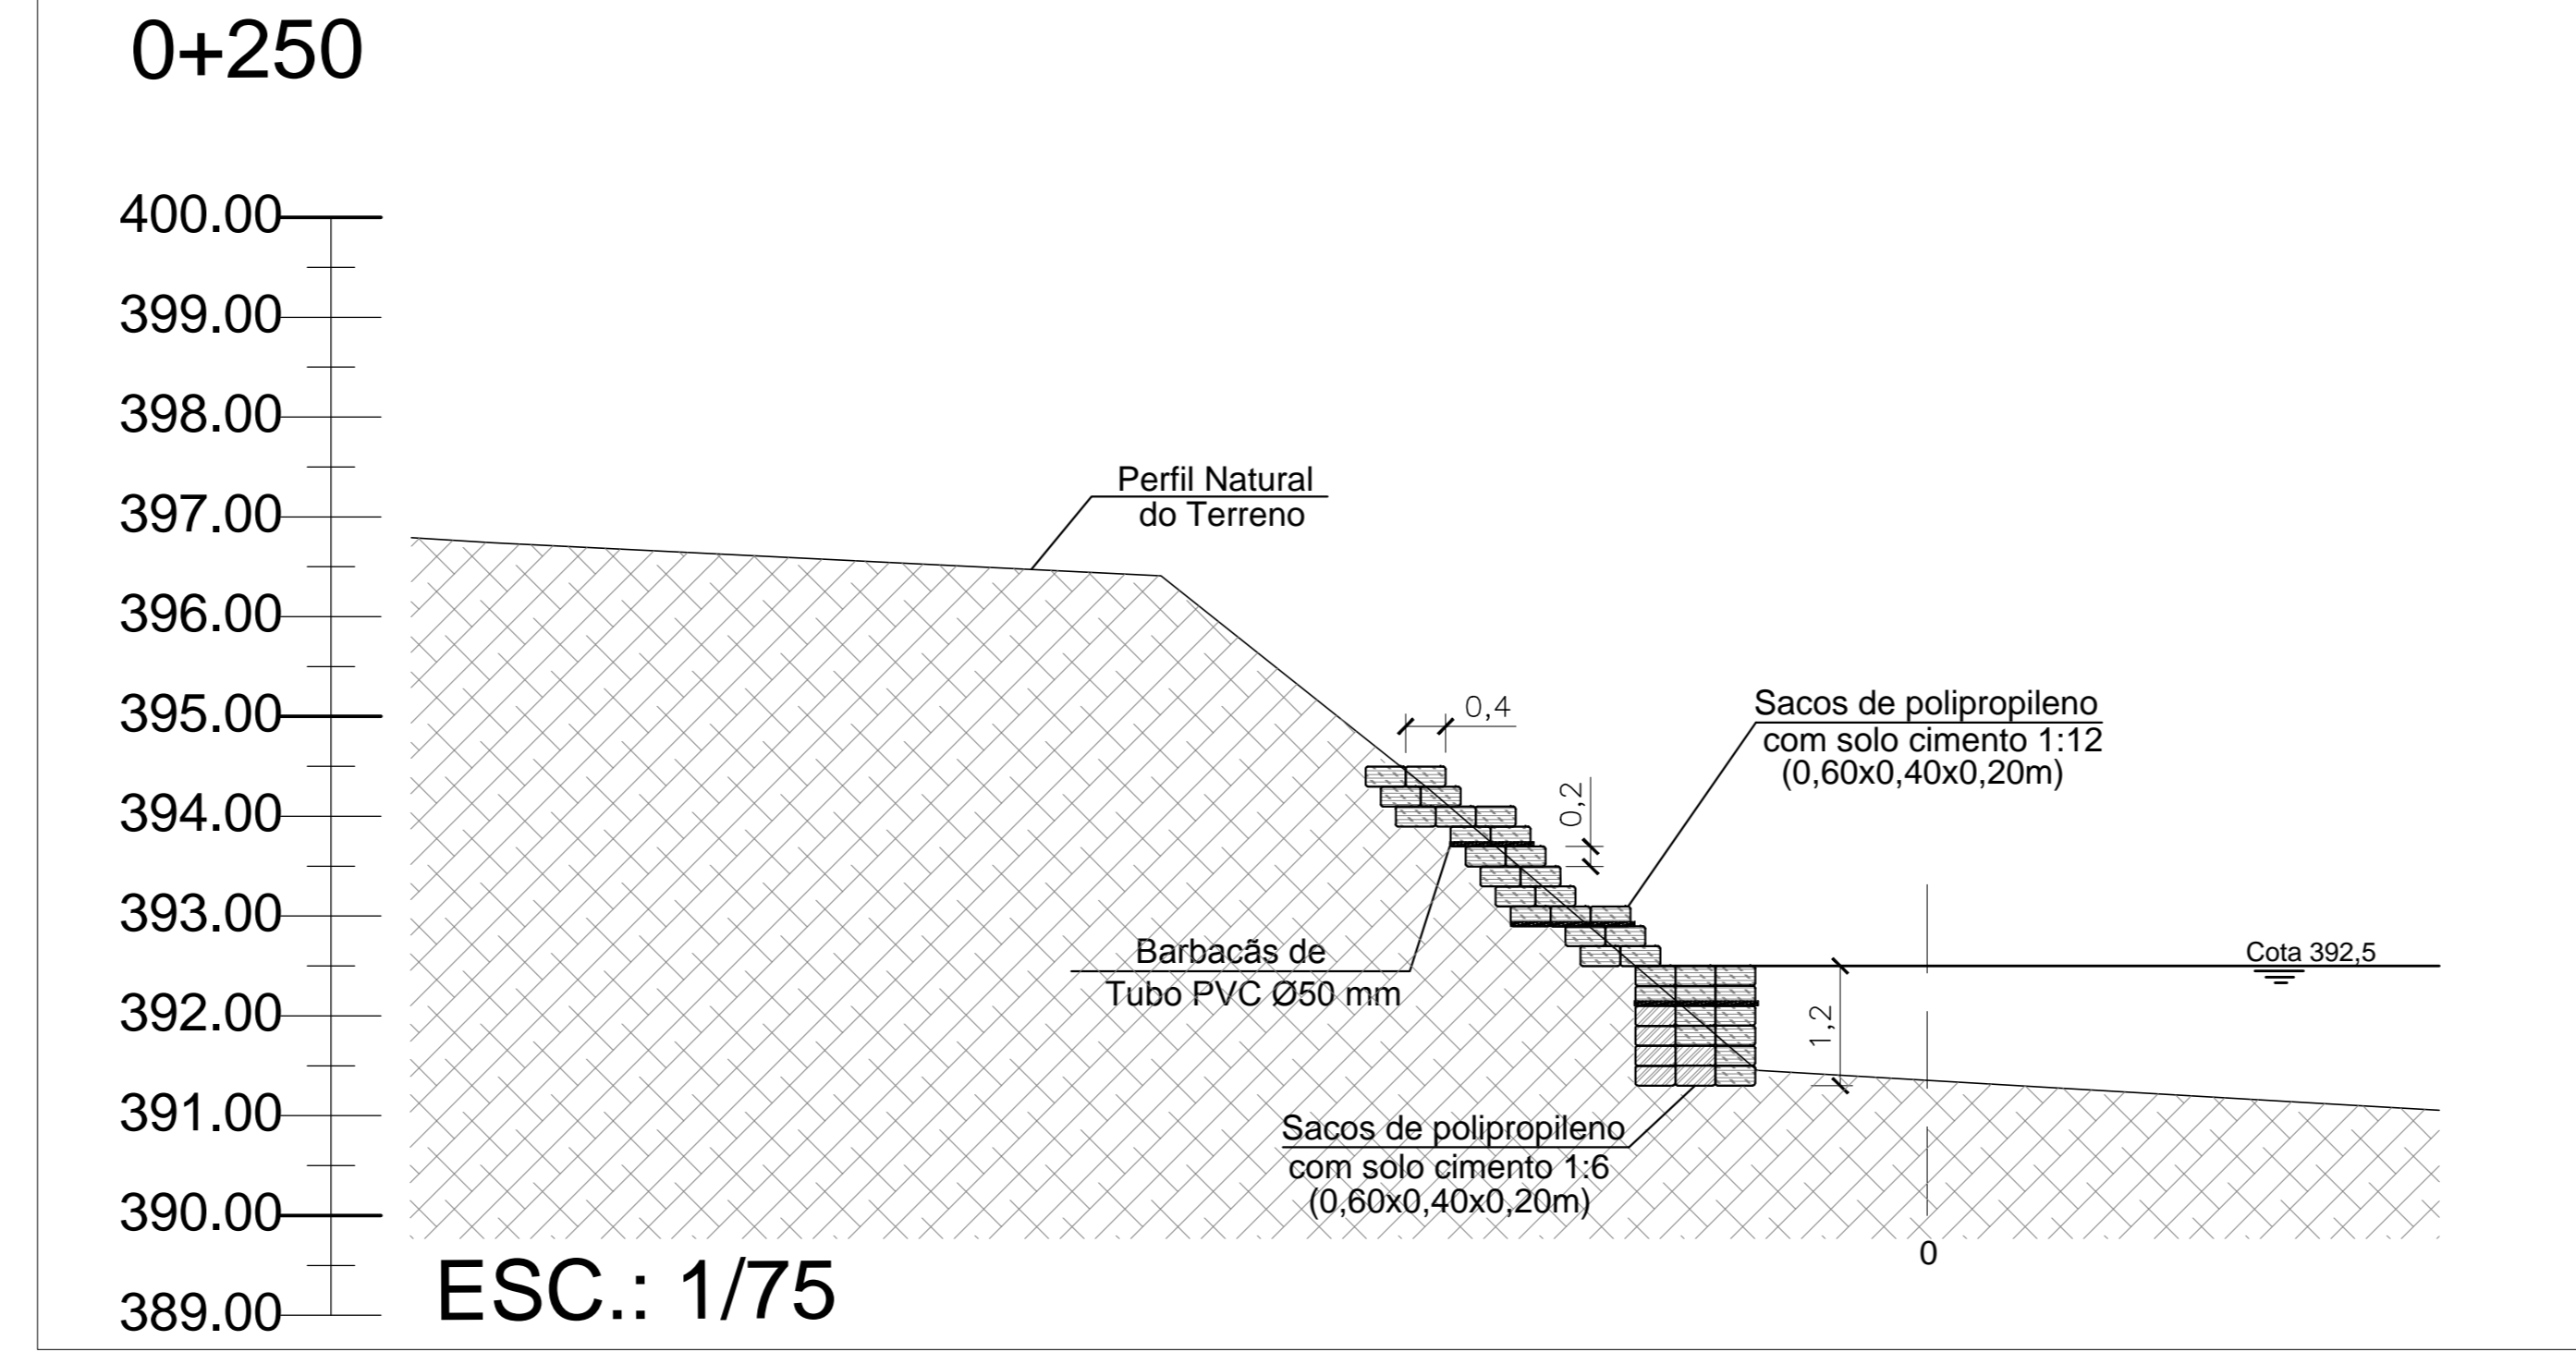 0+250
400.00
399.00
398.00
397.00
396.00
395.00
394.00
393.00
392.00
391.00
390.00
389.00
Perfil Natural
do Terreno
0,4
0,2
Sacos de polipropileno
com solo cimento 1:12
(0,60x0,40x0,20m)
Barbacãs de
Tubo PVC Ø50 mm
Cota 392,5
1,2
Sacos de polipropileno
com solo cimento 1:6
(0,60x0,40x0,20m)
0
ESC.: 1/75